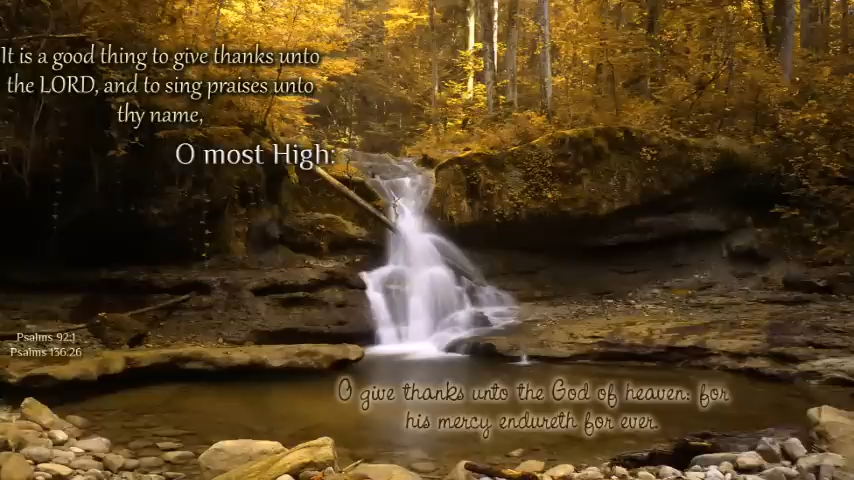 It is a good thing to give thanks unto
the LORD, and to sing praises unto
thy name,
O most High:
Psalms 92:1
Psalms 136:26
O give thanks unto the God of heaven: for
his mercy endureth for ever.